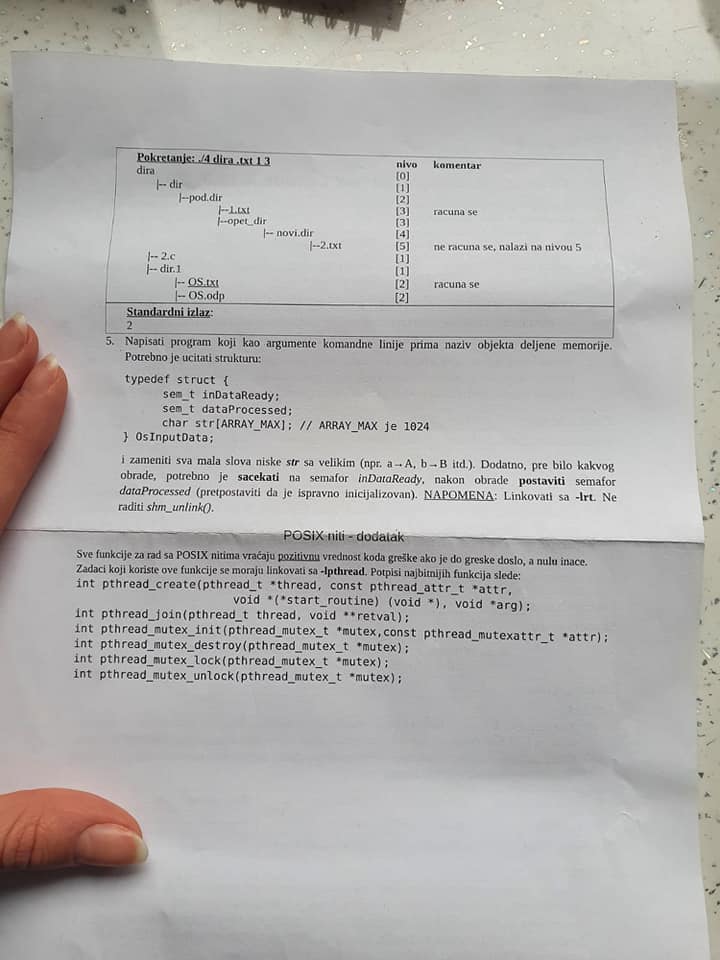 Pokretanje: ./4 dira .txt 1 3 nivo komentar
dira [0]
|-- dir [1]
|--pod.dir [2]
|--1.txt [3] racuna se
|--opet_dir [3]
|-- novi.dir [4]
|--2.txt [5] ne racuna se, nalazi na nivou 5
|-- 2.c [1]
|-- dir.1 [1]
|-- OS.txt [2] racuna se
|-- OS.odp [2]
Standardni izlaz:
2
5. Napisati program koji kao argumente komandne linije prima naziv objekta deljene memorije.
Potrebno je ucitati strukturu:
typedef struct {
sem_t inDataReady;
sem_t dataProcessed;
char str[ARRAY_MAX]; // ARRAY_MAX je 1024
} OsInputData;
i zameniti sva mala slova niske str sa velikim (npr. a→A, b→B itd.). Dodatno, pre bilo kakvog
obrade, potrebno je sacekati na semafor inDataReady, nakon obrade postaviti semafor
dataProcessed (pretpostaviti da je ispravno inicijalizovan). NAPOMENA: Linkovati sa -lrt. Ne
raditi shm_unlink().
POSIX niti - dodatak
Sve funkcije za rad sa POSIX nitima vraćaju pozitivnu vrednost koda greške ako je do greske doslo, a nulu inace.
Zadaci koji koriste ove funkcije se moraju linkovati sa -lpthread. Potpisi najbitnijih funkcija slede:
int pthread_create(pthread_t *thread, const pthread_attr_t *attr,
void *(*start_routine) (void *), void *arg);
int pthread_join(pthread_t thread, void **retval);
int pthread_mutex_init(pthread_mutex_t *mutex,const pthread_mutexattr_t *attr);
int pthread_mutex_destroy(pthread_mutex_t *mutex);
int pthread_mutex_lock(pthread_mutex_t *mutex);
int pthread_mutex_unlock(pthread_mutex_t *mutex);